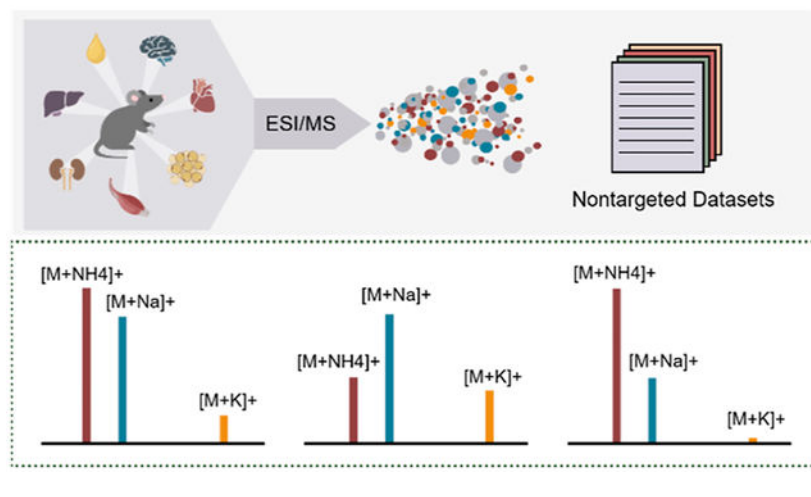 ESI/MS
Nontargeted Datasets
[M+NH4]+
[M+Na]+
[M+K]+
[M+NH4]+
[M+Na]+
[M+K]+
[M+NH4]+
[M+Na]+
[M+K]+